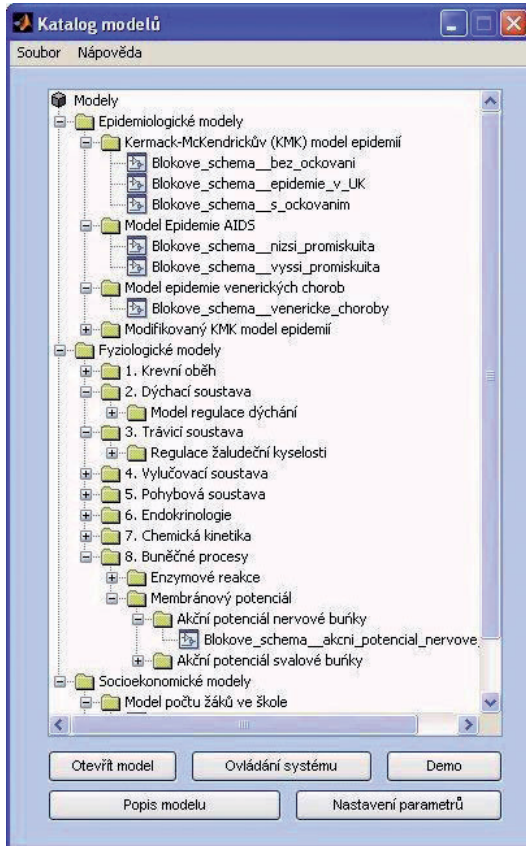 Katalog modelů
Soubor Nápověda
Modely
Epidemiologické modely
Kermack-McKendrickův (KMK) model epidemií
Blokove_schema__bez_ockovani
Blokove_schema__epidemie_v_UK
Blokove_schema__s_ockovanim
Model Epidemie AIDS
Blokove_schema__nizsi_promiskuita
Blokove_schema__vyssi_promiskuita
Model epidemie venerických chorob
Blokove_schema__venericke_choroby
Modifikovaný KMK model epidemií
Fyziologické modely
1. Krevní oběh
2. Dýchací soustava
Model regulace dýchání
3. Trávicí soustava
Regulace žaludeční kyselosti
4. Vylučovací soustava
5. Pohybová soustava
6. Endokrinologie
7. Chemická kinetika
8. Buněčné procesy
Enzymové reakce
Membránový potenciál
Akční potenciál nervové buňky
Blokove_schema__akcni_potencial_nervove_
Akční potenciál svalové buňky
Socioekonomické modely
Model počtu žáků ve škole
Otevřít model Ovládání systému Demo
Popis modelu Nastavení parametrů